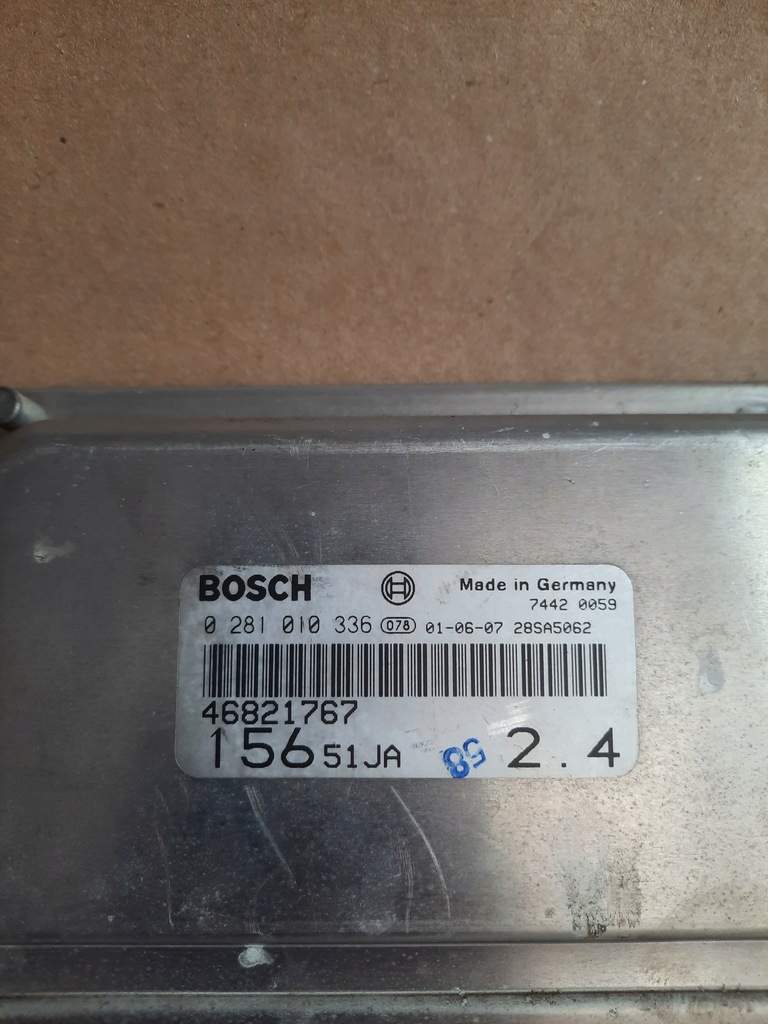 BOSCH Made in Germany
7442 0059
0 281 010 336 078 01-06-07 28SA5062
46821767
156 51JA 58 2.4